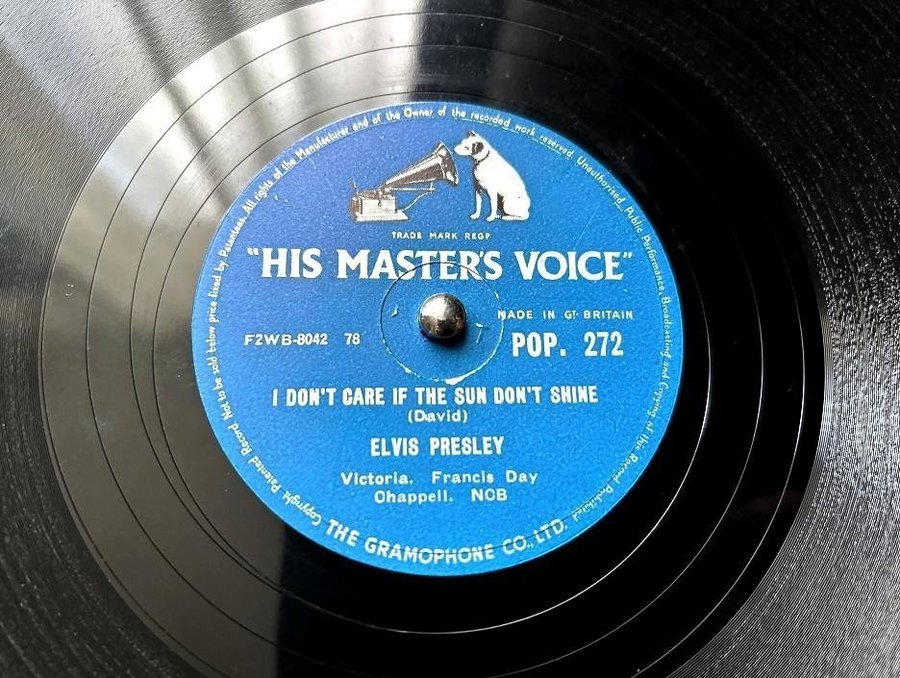 Copyright Patented Record Not to be sold below price fixed by Patentees. All rights of the Manufacturer and of the Owner of the recorded work reserved. Unauthorised Public Performance, Broadcasting and Copying of this Record Prohibited
TRADE MARK REGD
"HIS MASTER'S VOICE"
MADE IN GT BRITAIN
F2WB-8042 78
POP. 272
I DON'T CARE IF THE SUN DON'T SHINE
(David)
ELVIS PRESLEY
Victoria. Francis Day
Chappell. NCB
THE GRAMOPHONE CO., LTD.